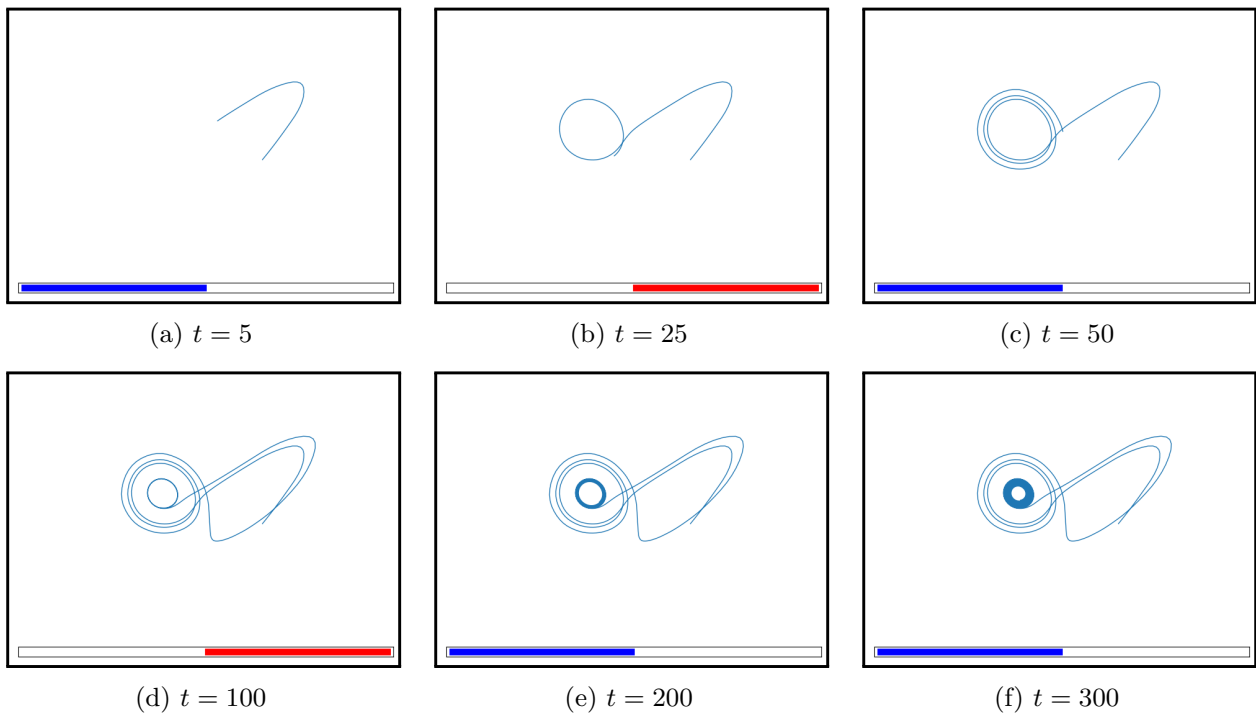 (a) t = 5
(b) t = 25
(c) t = 50
(d) t = 100
(e) t = 200
(f) t = 300